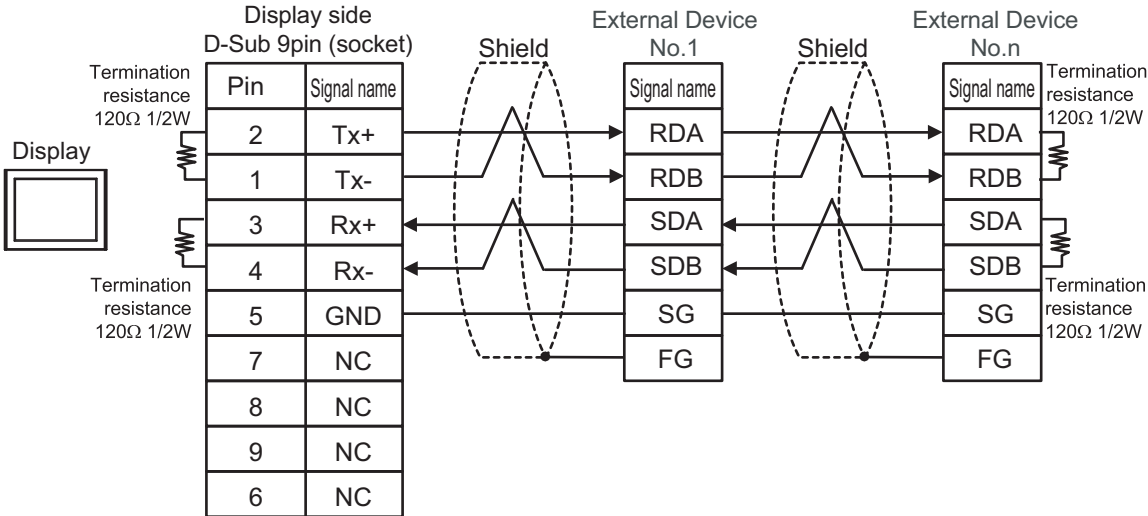 Display side
D-Sub 9pin (socket)
External Device
No.1
External Device
No.n
Shield
Shield
Termination
resistance
120Ω 1/2W
Display
Termination
resistance
120Ω 1/2W
Pin Signal name
2 Tx+
1 Tx-
3 Rx+
4 Rx-
5 GND
7 NC
8 NC
9 NC
6 NC
Signal name
RDA
RDB
SDA
SDB
SG
FG
Signal name
RDA
RDB
SDA
SDB
SG
FG
Termination
resistance
120Ω 1/2W
Termination
resistance
120Ω 1/2W